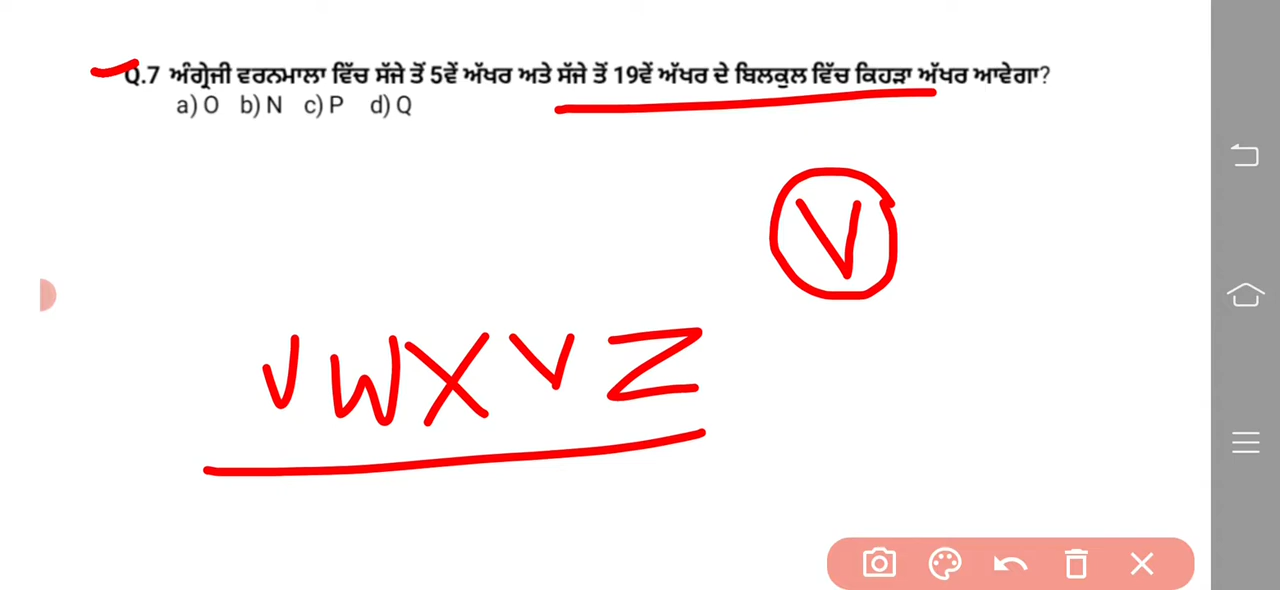 Q.7 ਅੰਗ੍ਰੇਜੀ ਵਰਨਮਾਲਾ ਵਿੱਚ ਸੱਜੇ ਤੋਂ 5ਵੇਂ ਅੱਖਰ ਅਤੇ ਸੱਜੇ ਤੋਂ 19ਵੇਂ ਅੱਖਰ ਦੇ ਬਿਲਕੁਲ ਵਿੱਚ ਕਿਹੜਾ ਅੱਖਰ ਆਵੇਗਾ?
a) O b) N c) P d) Q
V
V W X Y Z